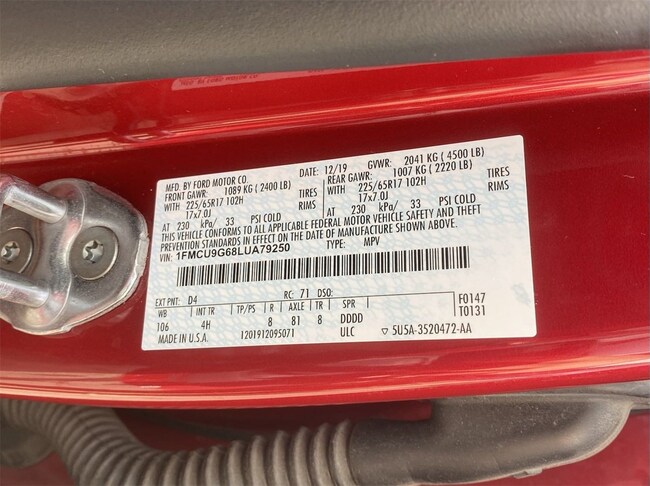 MFD. BY FORD MOTOR CO. DATE: 12/19 GVWR: 2041 KG ( 4500 LB)
FRONT GAWR: 1089 KG ( 2400 LB) REAR GAWR: 1007 KG ( 2220 LB)
WITH 225/65R17 102H TIRES WITH 225/65R17 102H TIRES
17x7.0J RIMS 17x7.0J RIMS
AT 230 kPa/ 33 PSI COLD AT 230 kPa/ 33 PSI COLD
THIS VEHICLE CONFORMS TO ALL APPLICABLE FEDERAL MOTOR VEHICLE SAFETY AND THEFT
PREVENTION STANDARDS IN EFFECT ON THE DATE OF MANUFACTURE SHOWN ABOVE.
VIN: 1FMCU9G68LUA79250 TYPE: MPV
EXT PNT: D4 RC: 71 DSO: F0147
WB INT TR TP/PS R AXLE TR SPR T0131
106 4H 8 81 8 DDDD
MADE IN U.S.A. 1201912095071 ULC ▽ 5U5A-3520472-AA